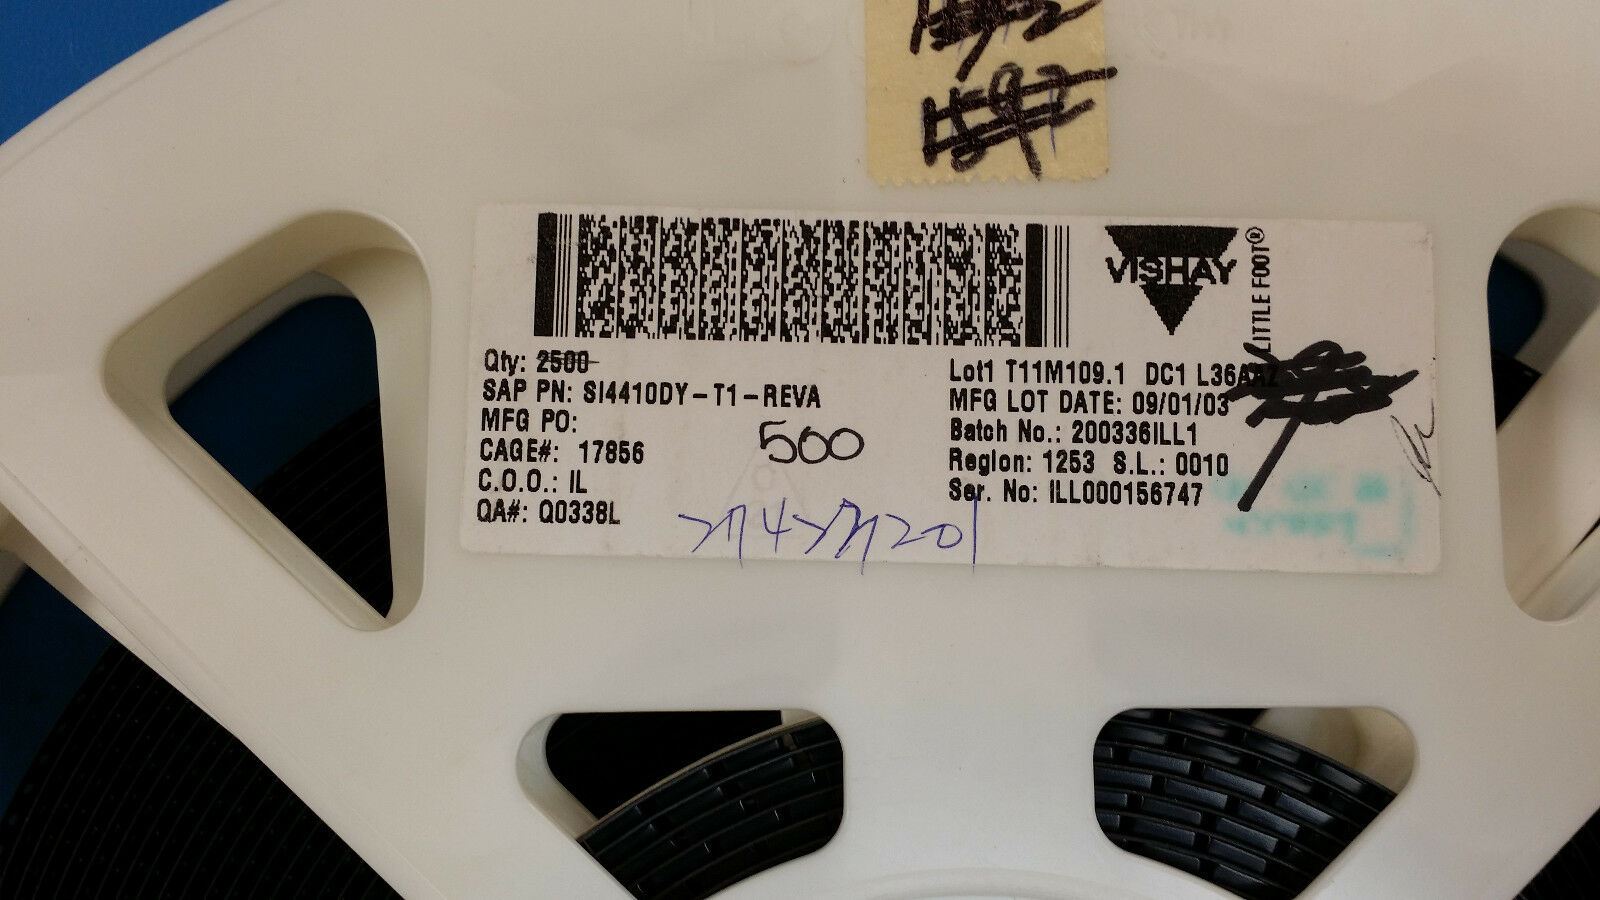 VISHAY
LITTLE FOOT®
Qty: 2500
SAP PN: SI4410DY-T1-REVA
MFG PO:
CAGE#: 17856
C.O.O.: IL
QA#: Q0338L
500
Lot1 T11M109.1 DC1 L36AAZ
MFG LOT DATE: 09/01/03
Batch No.: 200336ILL1
Region: 1253 S.L.: 0010
Ser. No: ILL000156747